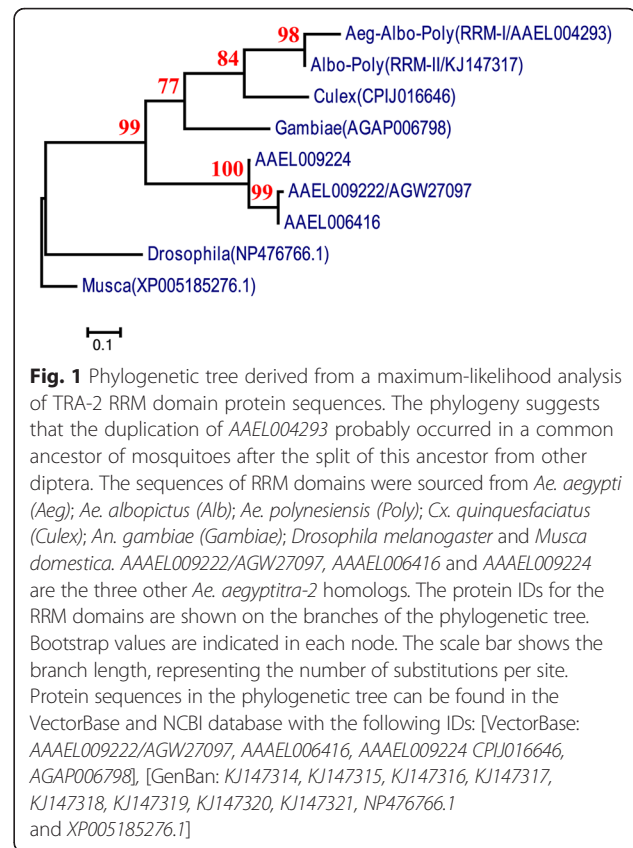 98
Aeg-Albo-Poly(RRM-I/AAEL004293)
84
Albo-Poly(RRM-II/KJ147317)
77
Culex(CPIJ016646)
99
Gambiae(AGAP006798)
100
AAEL009224
99
AAEL009222/AGW27097
AAEL006416
Drosophila(NP476766.1)
Musca(XP005185276.1)
0.1
Fig. 1 Phylogenetic tree derived from a maximum-likelihood analysis
of TRA-2 RRM domain protein sequences. The phylogeny suggests
that the duplication of AAEL004293 probably occurred in a common
ancestor of mosquitoes after the split of this ancestor from other
diptera. The sequences of RRM domains were sourced from Ae. aegypti
(Aeg); Ae. albopictus (Alb); Ae. polynesiensis (Poly); Cx. quinquesfaciatus
(Culex); An. gambiae (Gambiae); Drosophila melanogaster and Musca
domestica. AAAEL009222/AGW27097, AAEL006416 and AAAEL009224
are the three other Ae. aegyptitra-2 homologs. The protein IDs for the
RRM domains are shown on the branches of the phylogenetic tree.
Bootstrap values are indicated in each node. The scale bar shows the
branch length, representing the number of substitutions per site.
Protein sequences in the phylogenetic tree can be found in the
VectorBase and NCBI database with the following IDs: [VectorBase:
AAAEL009222/AGW27097, AAAEL006416, AAAEL009224 CPIJ016646,
AGAP006798], [GenBan: KJ147314, KJ147315, KJ147316, KJ147317,
KJ147318, KJ147319, KJ147320, KJ147321, NP476766.1
and XP005185276.1]